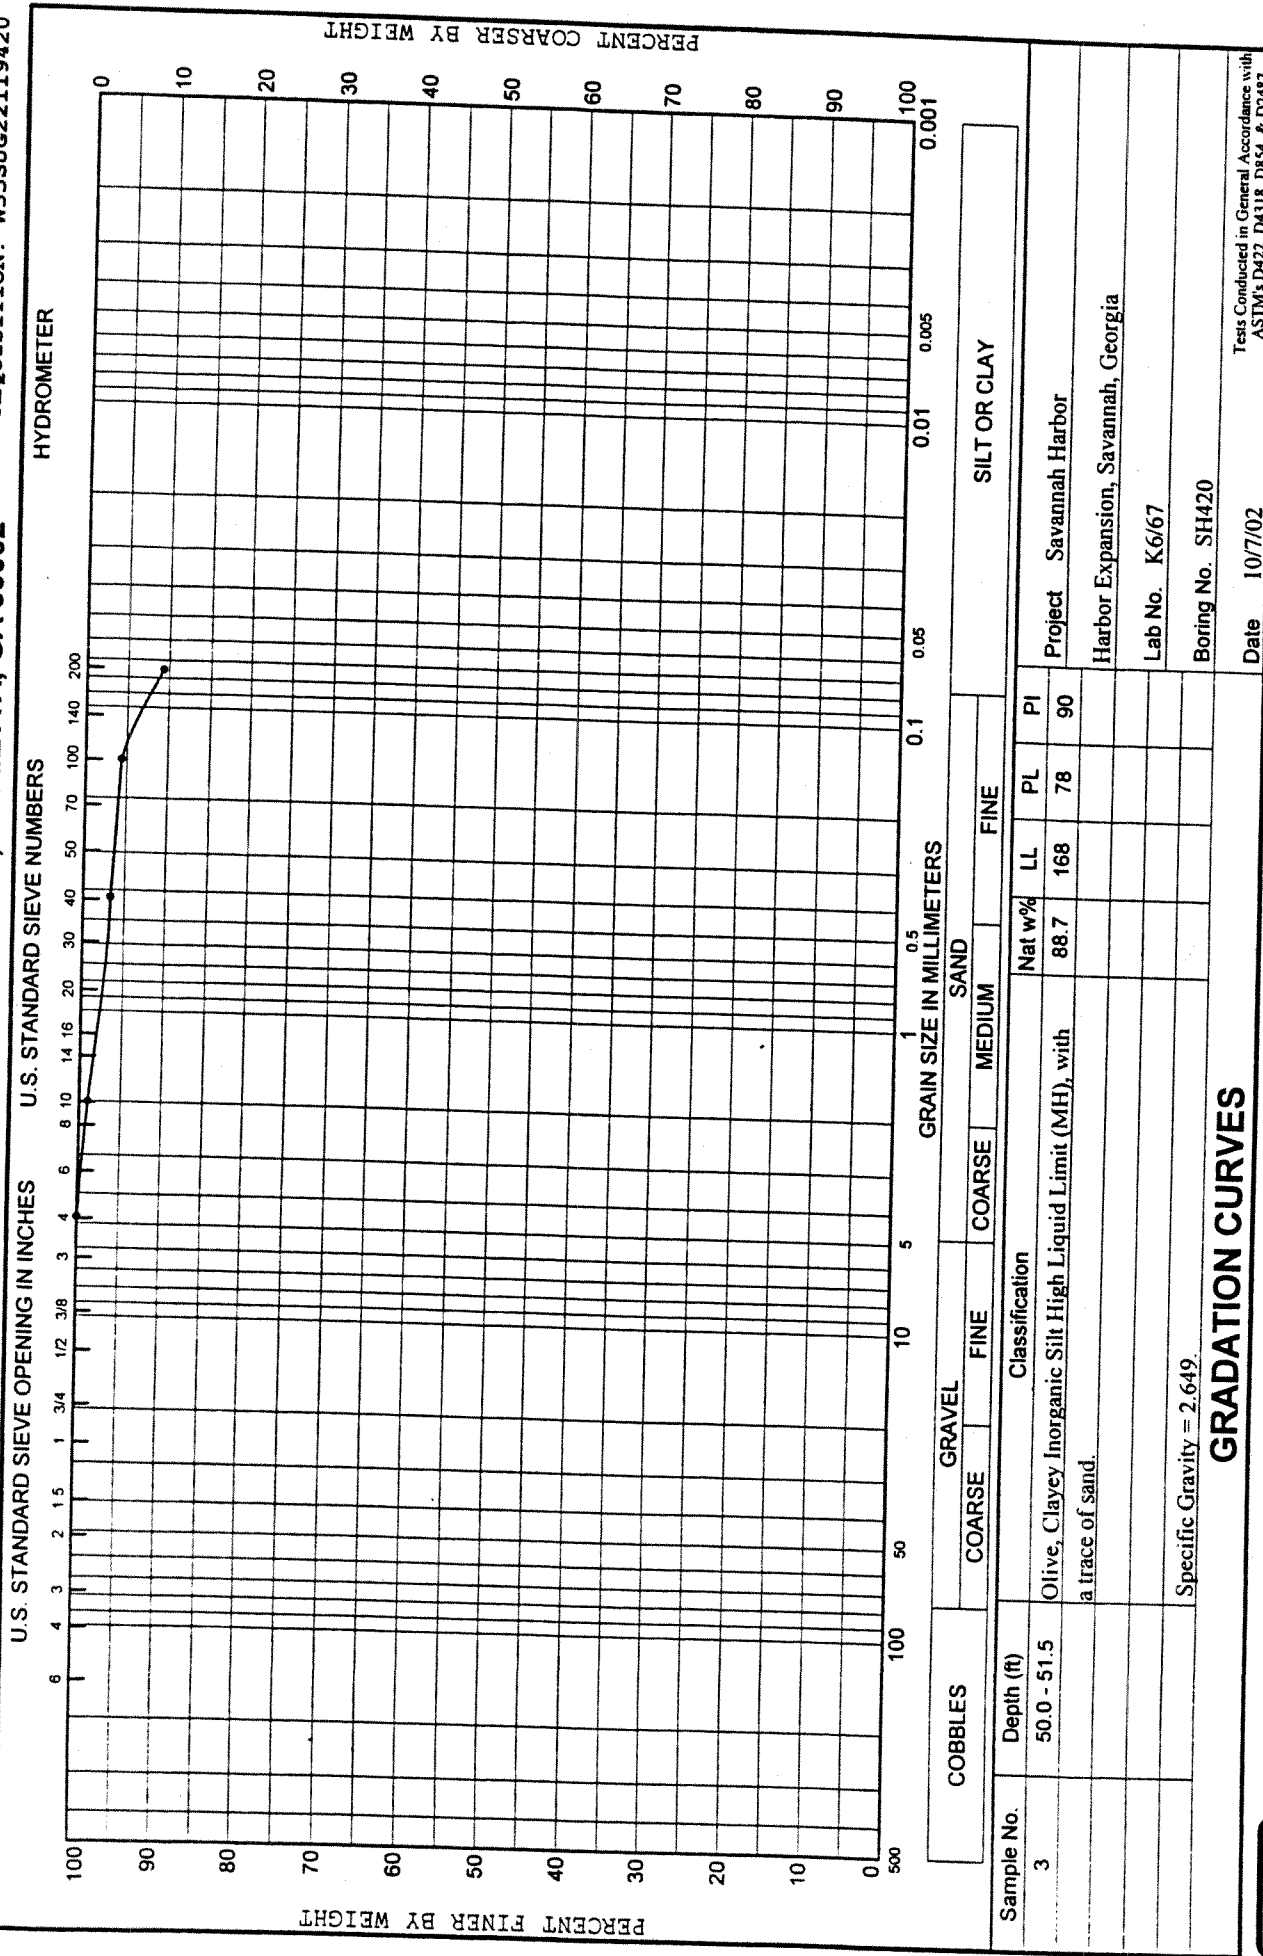 U.S. STANDARD SIEVE OPENING IN INCHES
U.S. STANDARD SIEVE NUMBERS
HYDROMETER
6 4 3 2 1 5 1 3/4 1/2 3/8 3 4 6 8 10 14 16 20 30 40 50 70 100 140 200
PERCENT FINER BY WEIGHT
100
90
80
70
60
50
40
30
20
10
0
PERCENT COARSER BY WEIGHT
0
10
20
30
40
50
60
70
80
90
100
500 100 50 10 5 1 0.5 0.1 0.05 0.01 0.005 0.001
GRAIN SIZE IN MILLIMETERS
COBBLES GRAVEL SAND SILT OR CLAY
COARSE FINE COARSE MEDIUM FINE
Sample No. Depth (ft) Classification Nat w% LL PL PI
3 50.0 - 51.5 Olive, Clayey Inorganic Silt High Liquid Limit (MH), with 88.7 168 78 90
a trace of sand.
Specific Gravity = 2.649.
Project Savannah Harbor
Harbor Expansion, Savannah, Georgia
Lab No. K6/67
Boring No. SH420
Date 10/7/02
GRADATION CURVES
Tests Conducted in General Accordance with
ASTM's D422, D4318, D854, & D2487